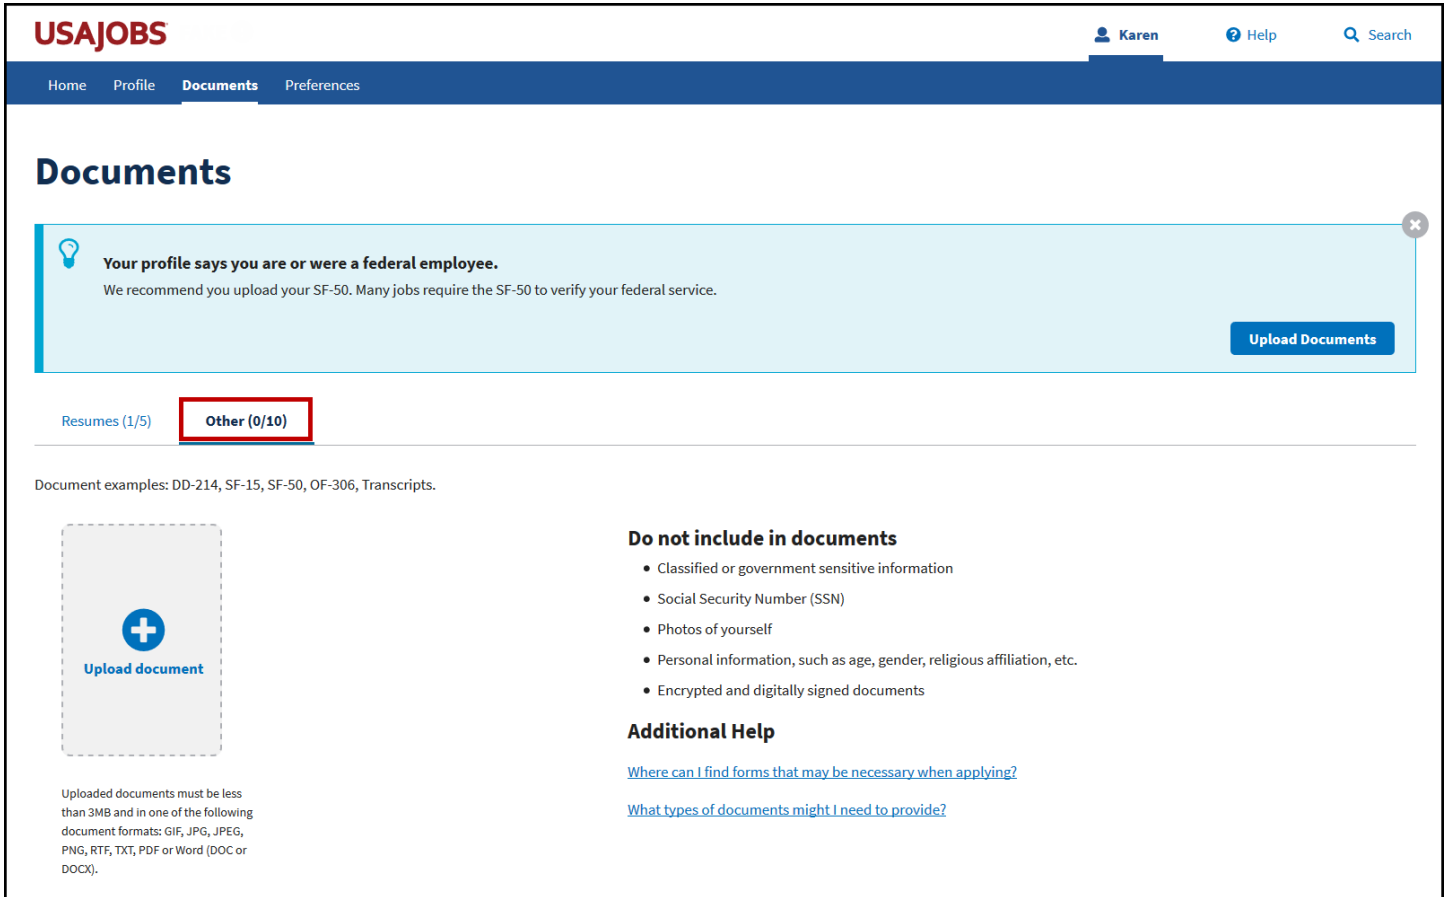 USAJOBS
Karen
Help
Search
Home
Profile
Documents
Preferences
Documents
Your profile says you are or were a federal employee.
We recommend you upload your SF-50. Many jobs require the SF-50 to verify your federal service.
Upload Documents
Resumes (1/5)
Other (0/10)
Document examples: DD-214, SF-15, SF-50, OF-306, Transcripts.
Upload document
Uploaded documents must be less
than 3MB and in one of the following
document formats: GIF, JPG, JPEG,
PNG, RTF, TXT, PDF or Word (DOC or
DOCX).
Do not include in documents
Classified or government sensitive information
Social Security Number (SSN)
Photos of yourself
Personal information, such as age, gender, religious affiliation, etc.
Encrypted and digitally signed documents
Additional Help
Where can I find forms that may be necessary when applying?
What types of documents might I need to provide?